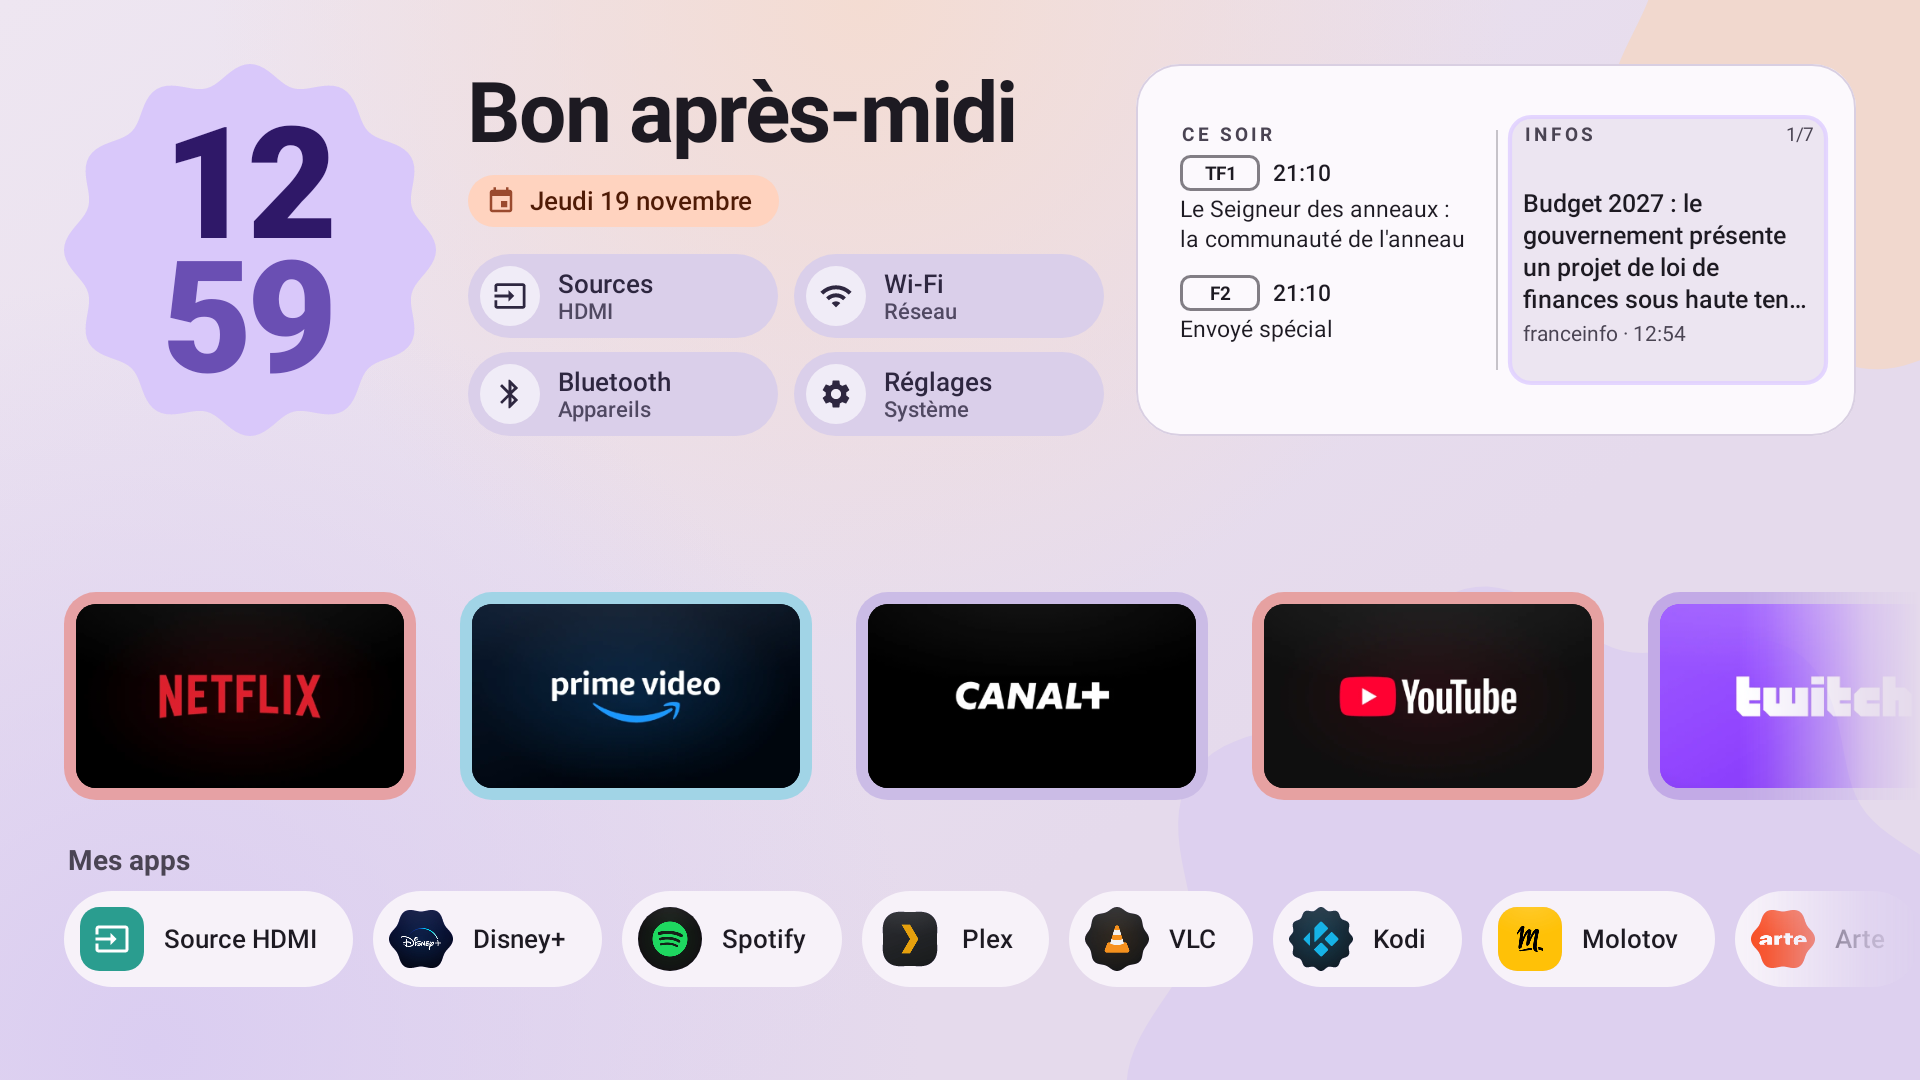 12
59
Bon après-midi
Jeudi 19 novembre
Sources
HDMI
Wi-Fi
Réseau
Bluetooth
Appareils
Réglages
Système
CE SOIR
TF1 21:10
Le Seigneur des anneaux :
la communauté de l'anneau
F2 21:10
Envoyé spécial
INFOS 1/7
Budget 2027 : le
gouvernement présente
un projet de loi de
finances sous haute ten…
franceinfo · 12:54
NETFLIX
prime video
CANAL+
YouTube
twitch
Mes apps
Source HDMI
Disney+
Disney+
Spotify
Plex
VLC
Kodi
M.
Molotov
arte
Arte